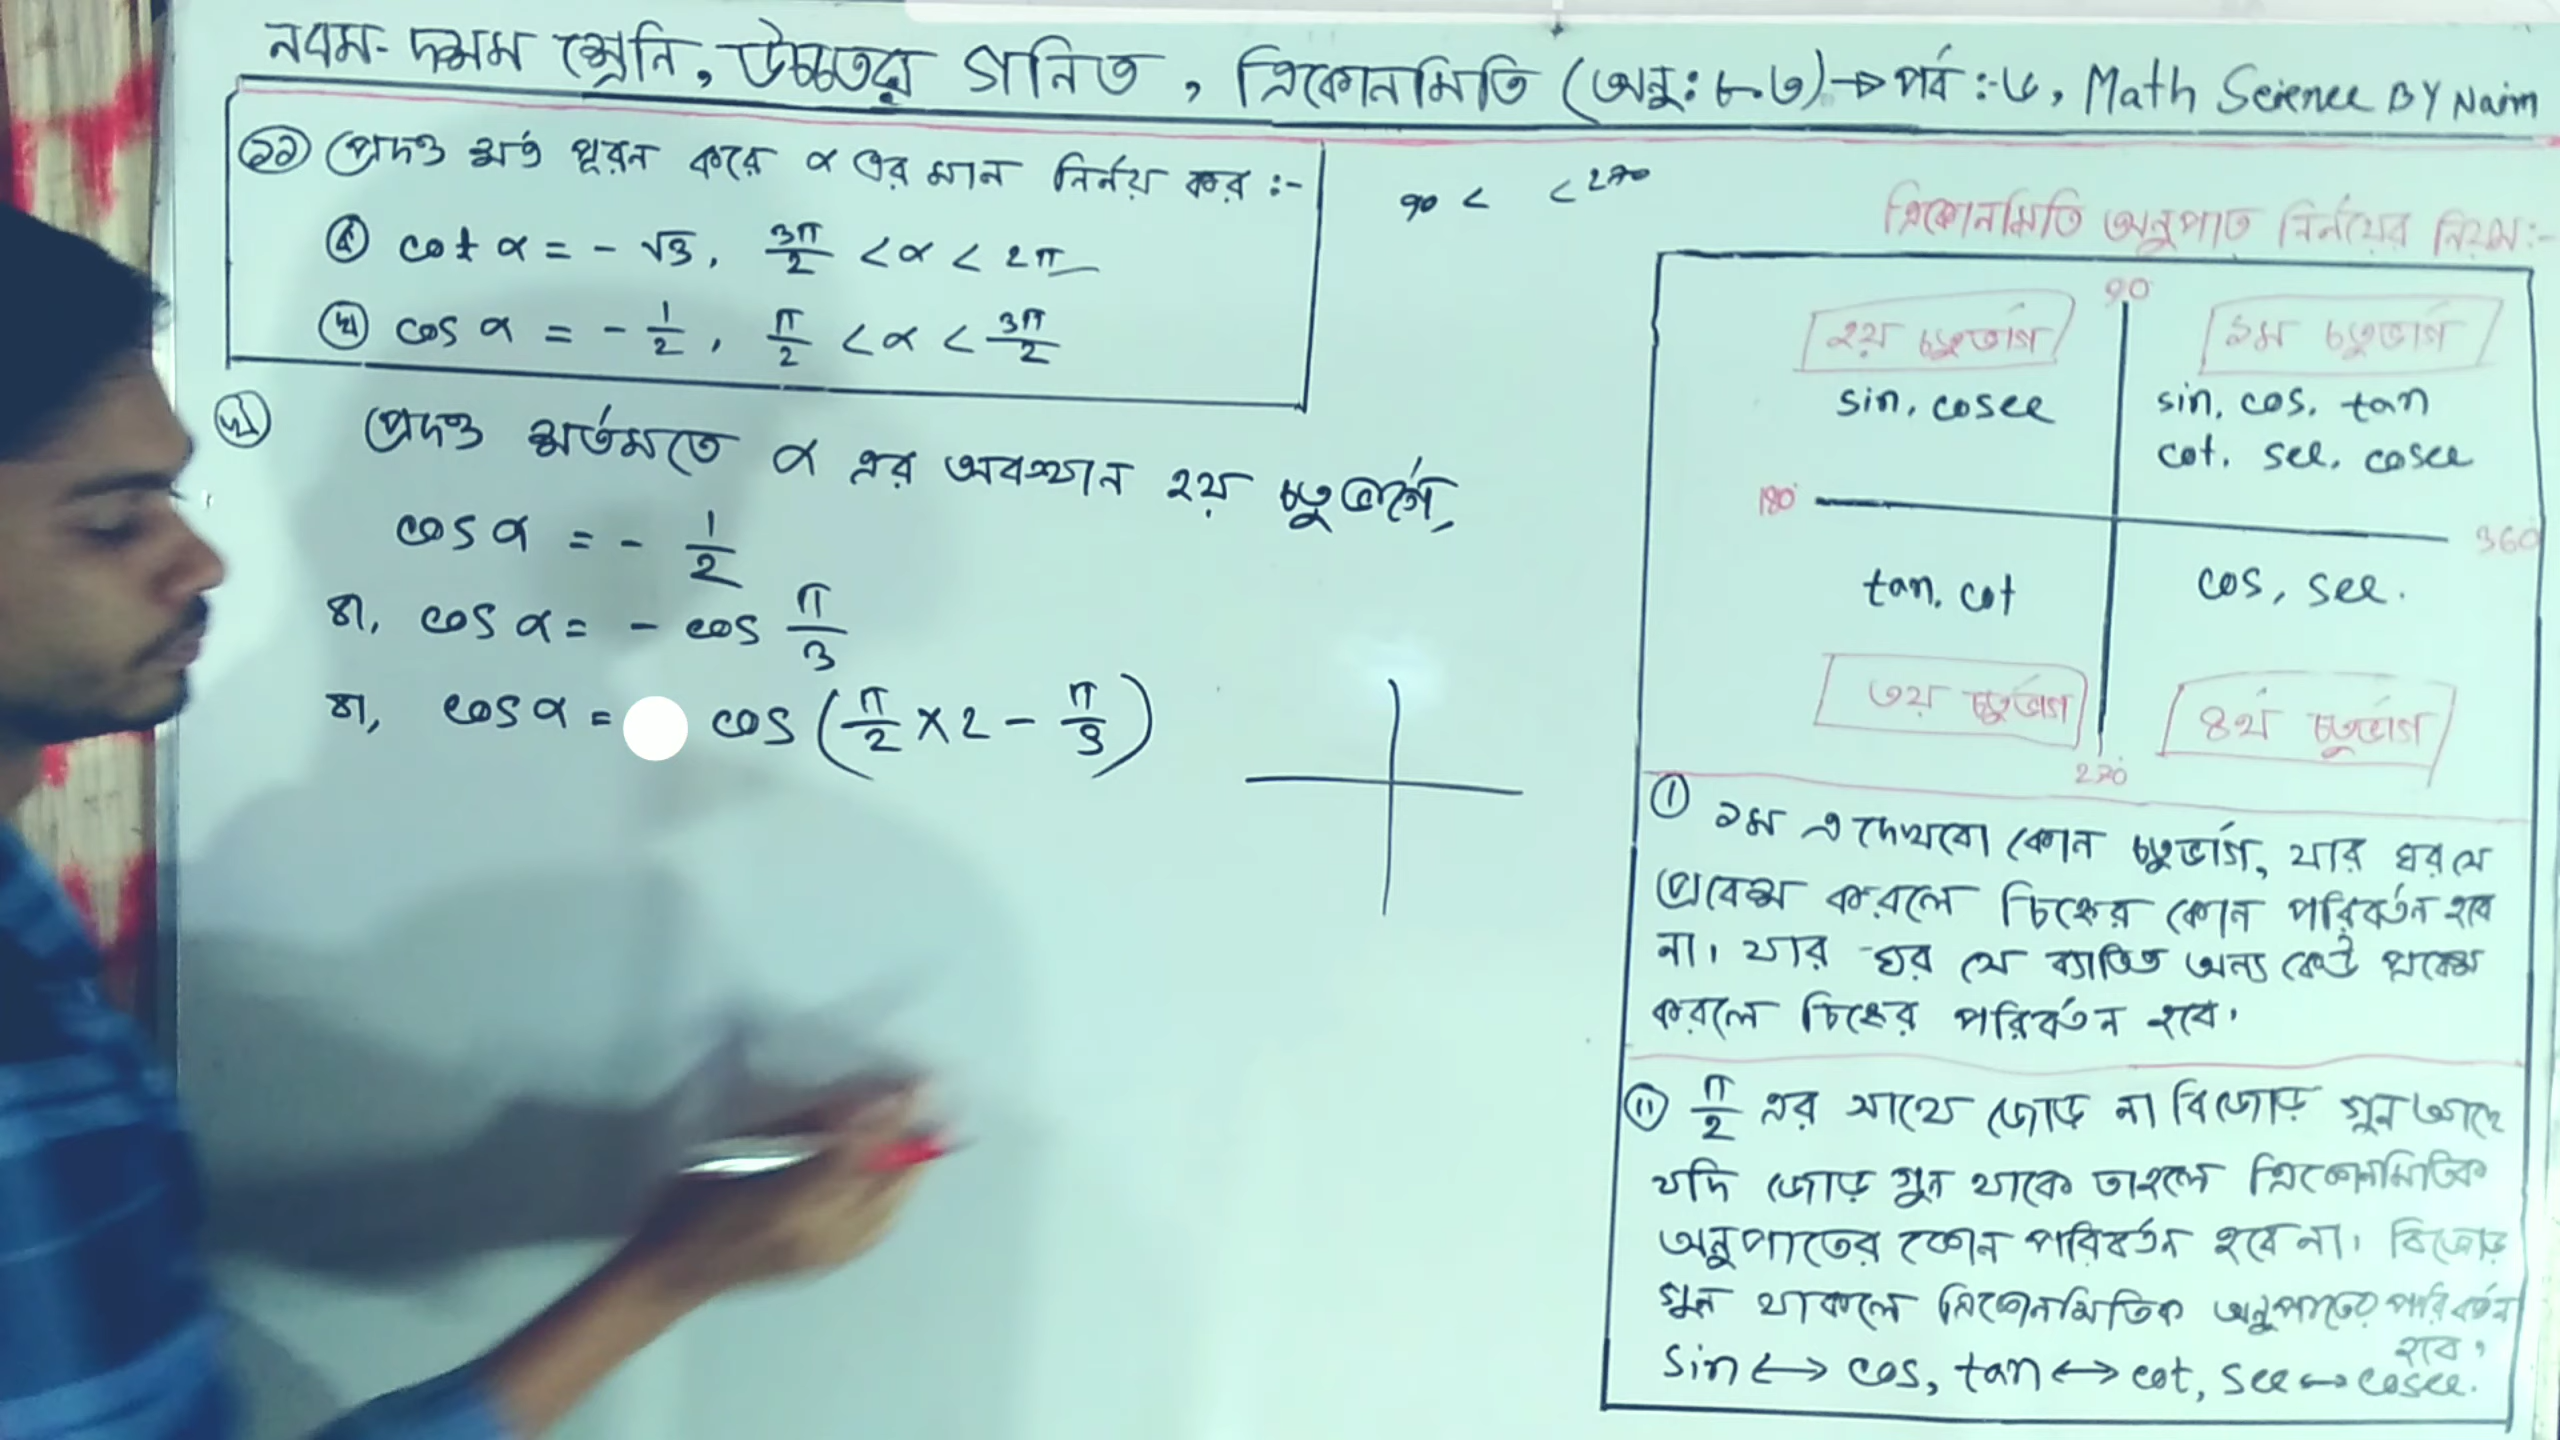 নবম-দশম শ্রেনি, উচ্চতর গনিত, ত্রিকোনমিতি (অনু: ৮.৩) → পর্ব :-৬, Math Science BY Naim
১১ প্রদত্ত শর্ত পূরন করে α এর মান নির্নয় কর :-
cot α = - √3, 3π/2 < α < 2π
cos α = - 1/2, π/2 < α < 3π/2
90 < < 270
প্রদত্ত শর্তমতে α এর অবস্থান ২য় চতুর্ভাগে,
cos α = - 1/2
বা, cos α = - cos π/3
বা, cos α = cos (π/2 × 2 - π/3)
ত্রিকোনমিতি অনুপাত নির্নয়ের নিয়ম:-
90
২য় চতুর্ভাগ ১ম চতুর্ভাগ
sin, cosec sin, cos, tan
cot, sec, cosec
180 360
tan, cot cos, sec.
৩য় চতুর্ভাগ ৪র্থ চতুর্ভাগ
270
① ১ম এ দেখবো কোন চতুর্ভাগ, যার ঘর সে
প্রবেশ করলে চিহ্নের কোন পরিবর্তন হবে
না। যার ঘর সে ব্যাতিত অন্য কেউ প্রবেশ
করলে চিহ্নের পরিবর্তন হবে।
⑪ π/2 এর সাথে জোড় না বিজোড় গুন আছে
যদি জোড় গুন থাকে তাহলে ত্রিকোনমিতিক
অনুপাতের কোন পরিবর্তন হবে না। বিজোড়
গুন থাকলে ত্রিকোনমিতিক অনুপাতের পরিবর্তন
হবে,
sin ↔ cos, tan ↔ cot, sec ↔ cosec.